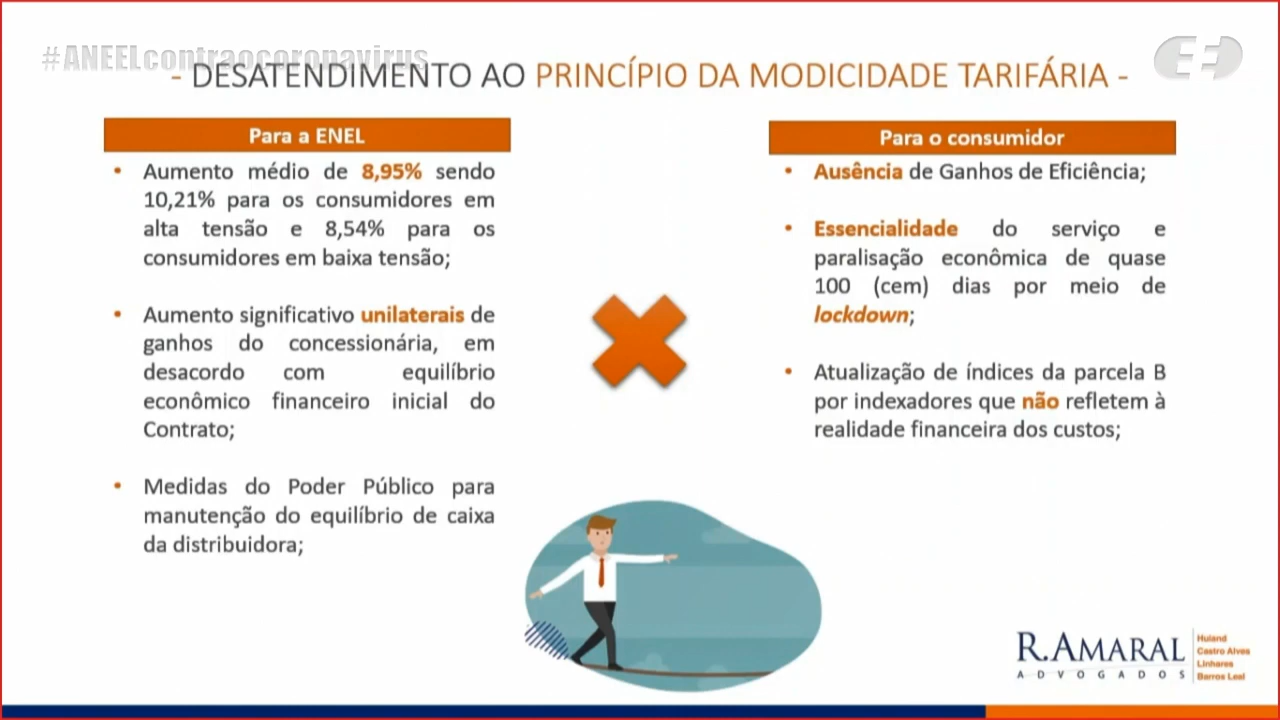 #ANEELcontraocoronavirus
- DESATENDIMENTO AO PRINCÍPIO DA MODICIDADE TARIFÁRIA -
Para a ENEL
• Aumento médio de 8,95% sendo
10,21% para os consumidores em
alta tensão e 8,54% para os
consumidores em baixa tensão;
• Aumento significativo unilaterais de
ganhos do concessionária, em
desacordo com equilíbrio
econômico financeiro inicial do
Contrato;
• Medidas do Poder Público para
manutenção do equilíbrio de caixa
da distribuidora;
Para o consumidor
• Ausência de Ganhos de Eficiência;
• Essencialidade do serviço e
paralisação econômica de quase
100 (cem) dias por meio de
lockdown;
• Atualização de índices da parcela B
por indexadores que não refletem à
realidade financeira dos custos;
R.AMARAL
ADVOGADOS
Huland
Castro Alves
Linhares
Barros Leal